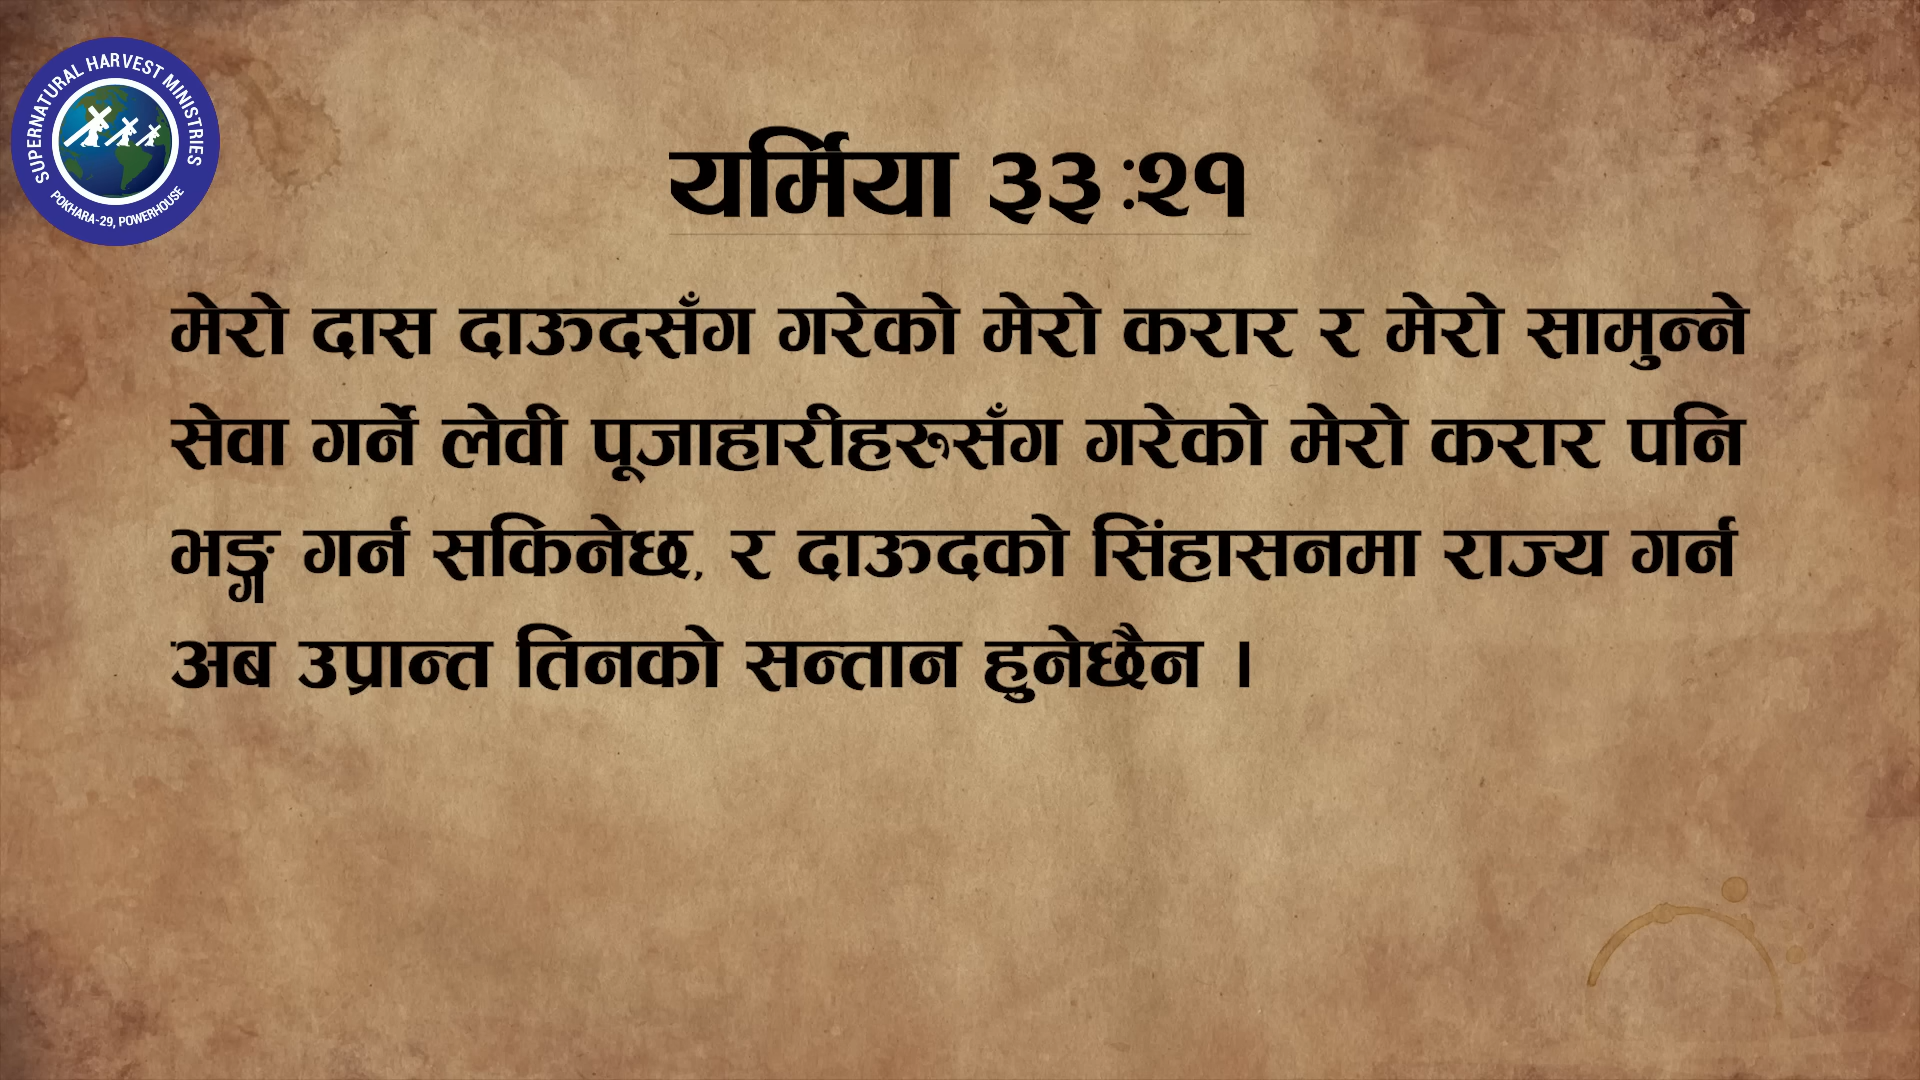 SUPERNATURAL HARVEST MINISTRIES
POKHARA-29, POWERHOUSE
यर्मिया ३३ :२१
मेरो दास दाऊदसँग गरेको मेरो करार र मेरो सामुन्ने
सेवा गर्ने लेवी पूजाहारीहरुसँग गरेको मेरो करार पनि
भङ्ग गर्न सकिनेछ, र दाऊदको सिंहासनमा राज्य गर्न
अब उप्रान्त तिनको सन्तान हुनेछैन ।